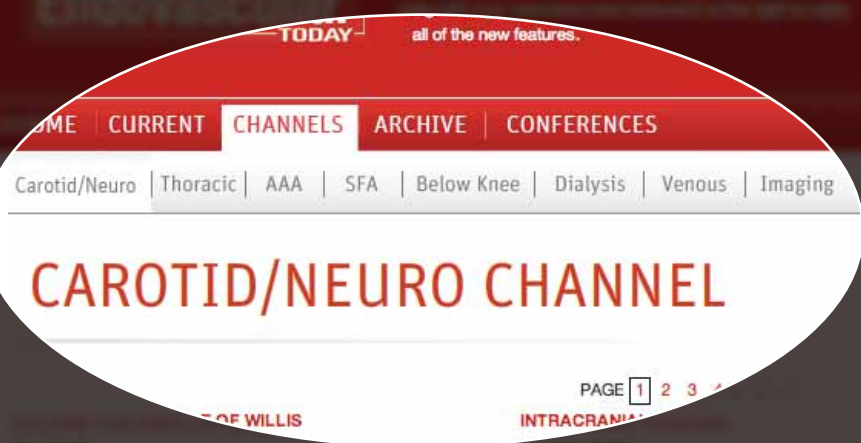 TODAY
all of the new features.
CURRENT CHANNELS ARCHIVE CONFERENCES
Carotid/Neuro | Thoracic | AAA | SFA | Below Knee | Dialysis | Venous | Imaging
CAROTID/NEURO CHANNEL
PAGE 1 2 3
OF WILLIS